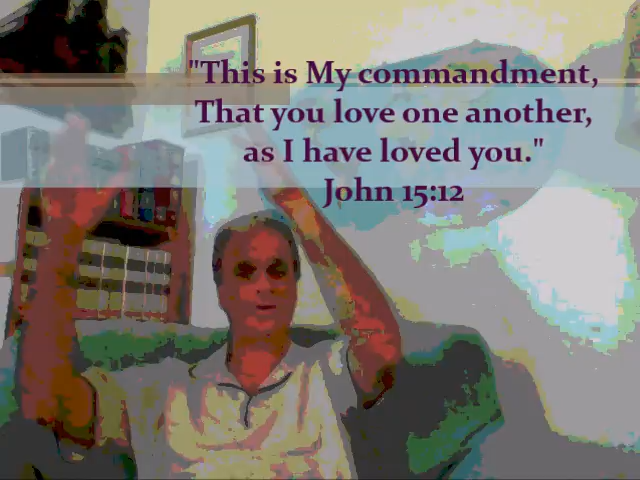 "This is My commandment,
That you love one another,
as I have loved you."
John 15:12